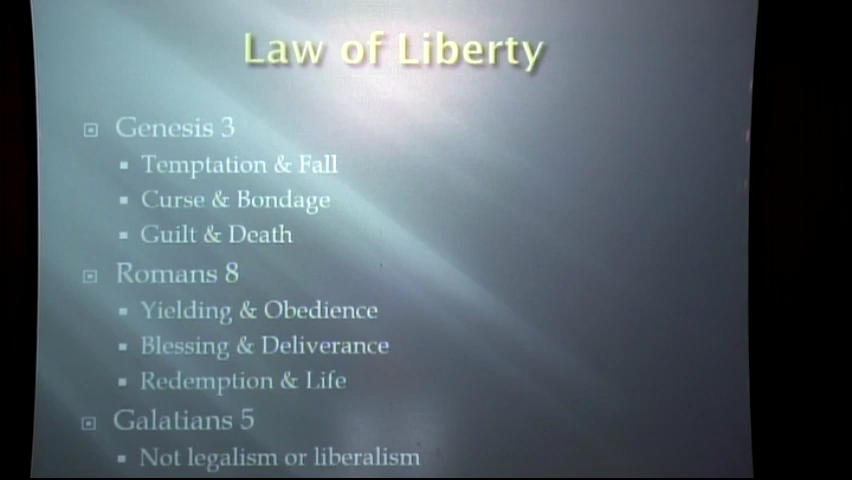 Law of Liberty
Genesis 3
Temptation & Fall
Curse & Bondage
Guilt & Death
Romans 8
Yielding & Obedience
Blessing & Deliverance
Redemption & Life
Galatians 5
Not legalism or liberalism